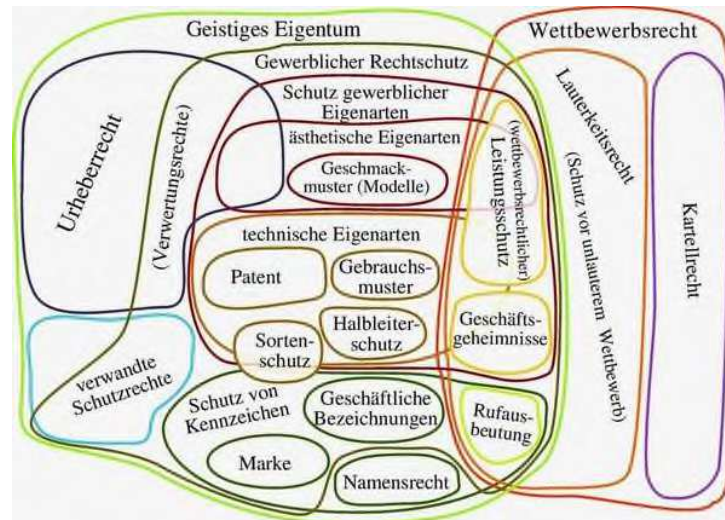 Geistiges Eigentum
Wettbewerbsrecht
Gewerblicher Rechtschutz
Schutz gewerblicher
Eigenarten
ästhetische Eigenarten
Geschmack-
muster (Modelle)
Urheberrecht
(Verwertungsrechte)
(wettbewerbsrechtlicher)
Leistungsschutz
Lauterkeitsrecht
(Schutz vor unlauterem Wettbewerb)
Kartellrecht
technische Eigenarten
Patent
Gebrauchs-
muster
Sorten-
schutz
Halbleiter-
schutz
Geschäfts-
geheimnisse
verwandte
Schutzrechte
Schutz von
Kennzeichen
Geschäftliche
Bezeichnungen
Rufaus-
beutung
Marke
Namensrecht